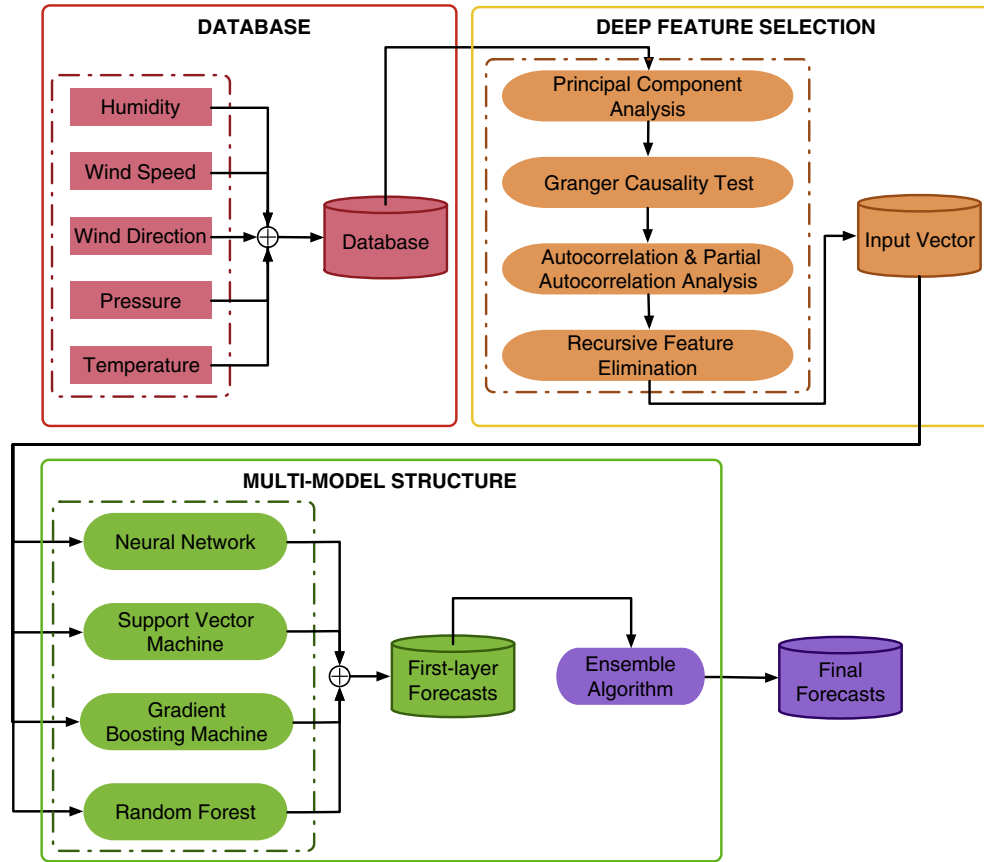 DATABASE
Humidity
Wind Speed
Wind Direction
Pressure
Temperature
Database
DEEP FEATURE SELECTION
Principal Component
Analysis
Granger Causality Test
Autocorrelation & Partial
Autocorrelation Analysis
Recursive Feature
Elimination
Input Vector
MULTI-MODEL STRUCTURE
Neural Network
Support Vector
Machine
Gradient
Boosting Machine
Random Forest
First-layer
Forecasts
Ensemble
Algorithm
Final
Forecasts